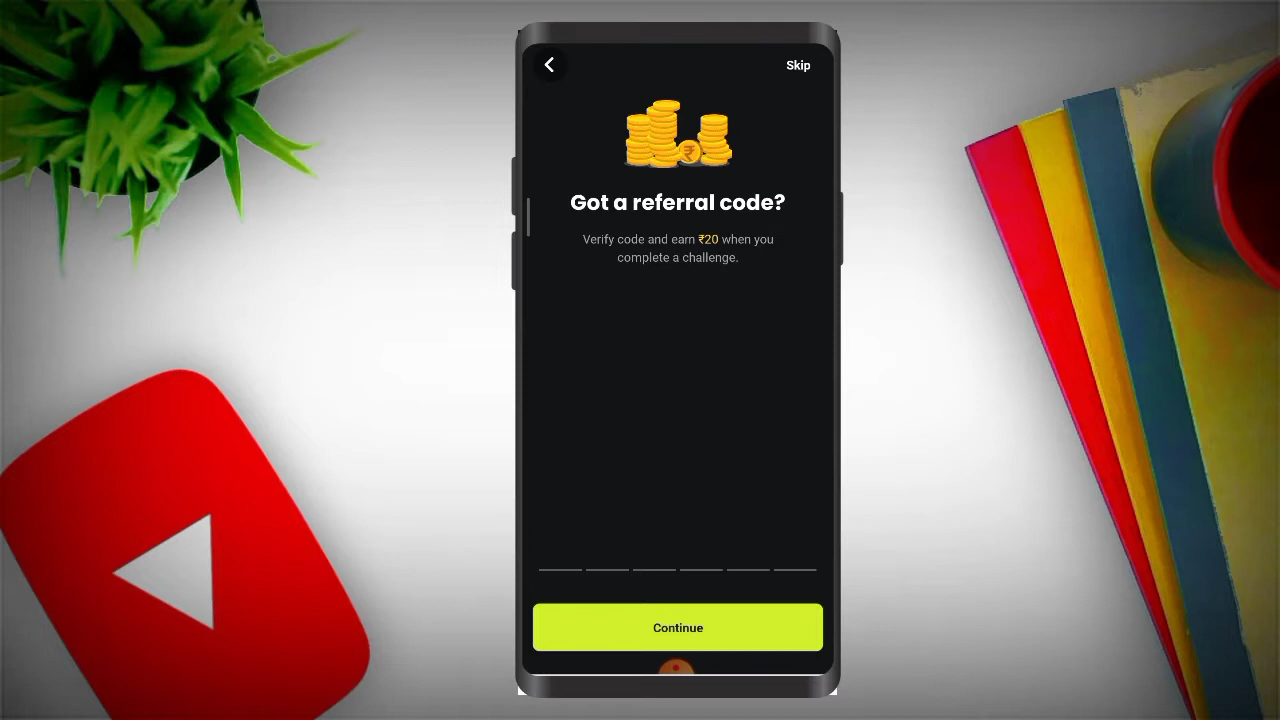 Skip
Got a referral code?
Verify code and earn ₹20 when you
complete a challenge.
Continue